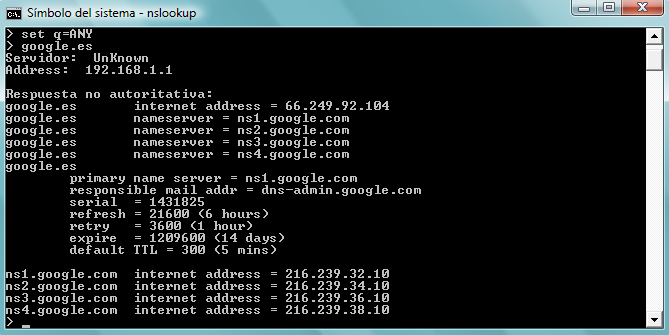 Símbolo del sistema - nslookup
> set q=ANY
> google.es
Servidor:  UnKnown
Address:  192.168.1.1
Respuesta no autoritativa:
google.es       internet address = 66.249.92.104
google.es       nameserver = ns1.google.com
google.es       nameserver = ns2.google.com
google.es       nameserver = ns3.google.com
google.es       nameserver = ns4.google.com
google.es
        primary name server = ns1.google.com
        responsible mail addr = dns-admin.google.com
        serial  = 1431825
        refresh = 21600 (6 hours)
        retry   = 3600 (1 hour)
        expire  = 1209600 (14 days)
        default TTL = 300 (5 mins)
ns1.google.com  internet address = 216.239.32.10
ns2.google.com  internet address = 216.239.34.10
ns3.google.com  internet address = 216.239.36.10
ns4.google.com  internet address = 216.239.38.10
> _